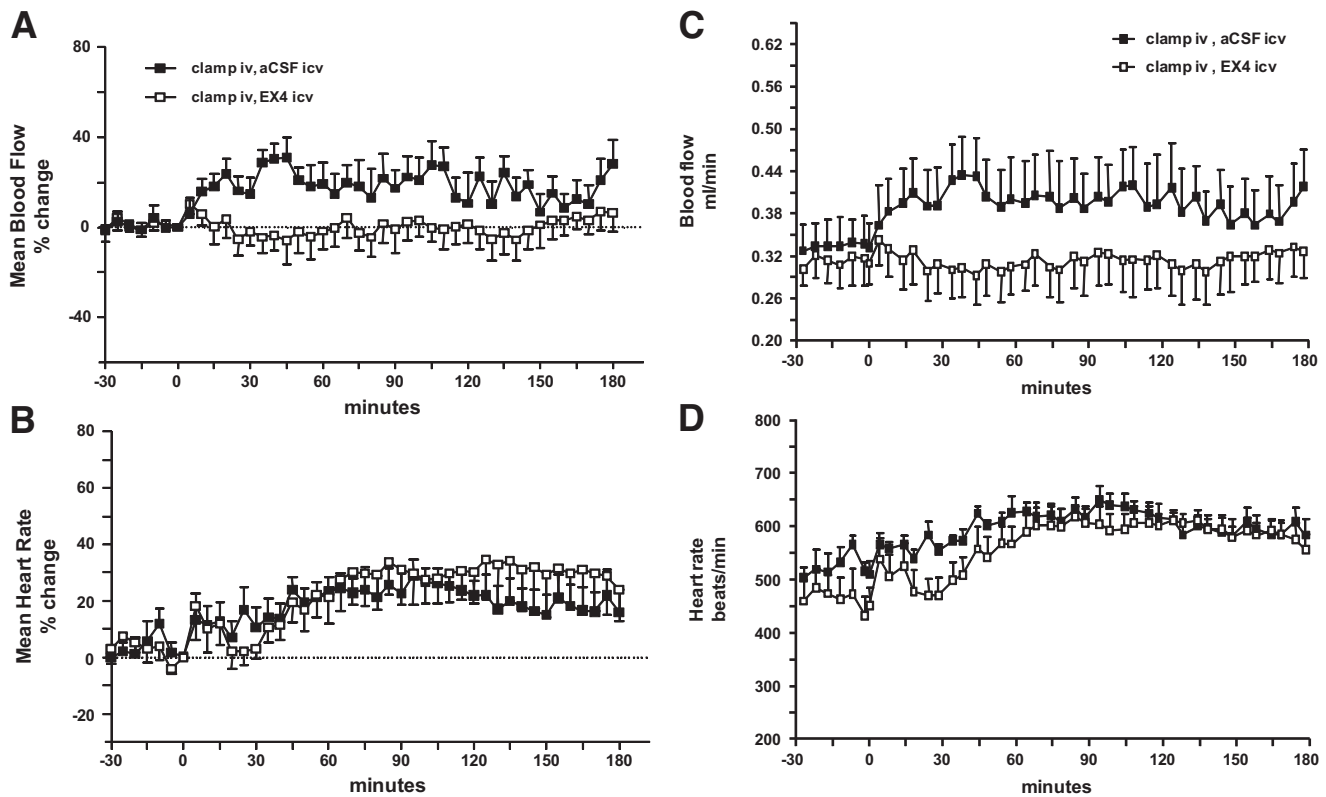 A
80
40
0
-40
Mean Blood Flow
% change
clamp iv, aCSF icv
clamp iv, EX4 icv
-30 0 30 60 90 120 150 180
minutes
C
0.62
0.56
0.50
0.44
0.38
0.32
0.26
0.20
Blood flow
ml/min
clamp iv , aCSF icv
clamp iv , EX4 icv
-30 0 30 60 90 120 150 180
minutes
B
80
60
40
20
0
-20
Mean Heart Rate
% change
-30 0 30 60 90 120 150 180
minutes
D
800
700
600
500
400
300
200
Heart rate
beats/min
-30 0 30 60 90 120 150 180
minutes